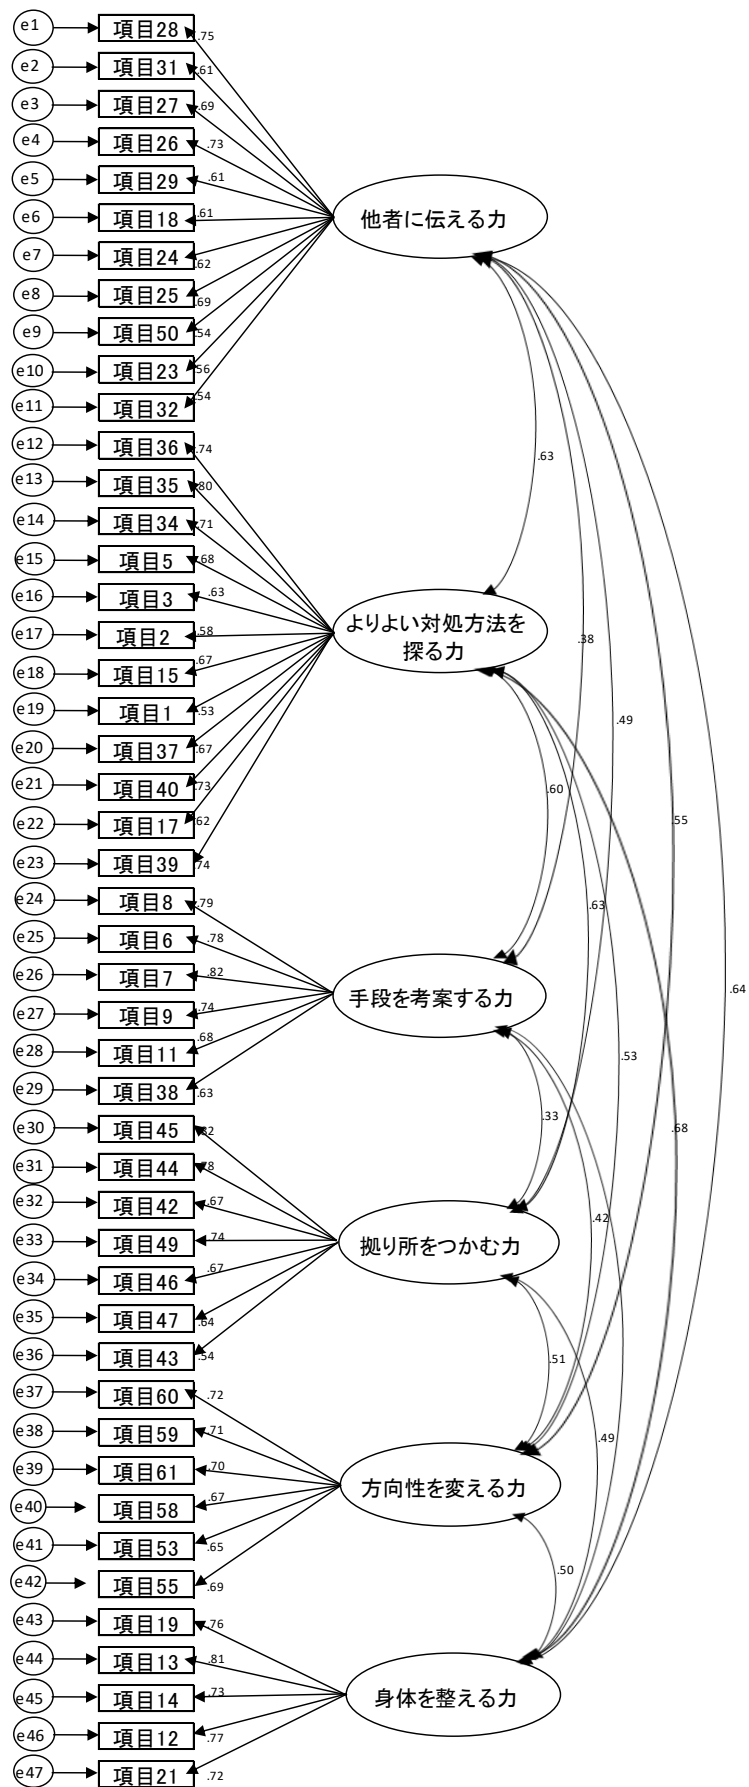 e1 項目28 .75
e2 項目31 .61
e3 項目27 .69
e4 項目26 .73
e5 項目29 .61
e6 項目18 .61
e7 項目24 .62
e8 項目25 .69
e9 項目50 .54
e10 項目23 .56
e11 項目32 .54
他者に伝える力
e12 項目36 .74
e13 項目35 .80
e14 項目34 .71
e15 項目5 .68
e16 項目3 .63
e17 項目2 .58
e18 項目15 .67
e19 項目1 .53
e20 項目37 .67
e21 項目40 .73
e22 項目17 .62
e23 項目39 .74
よりよい対処方法を
探る力
e24 項目8 .79
e25 項目6 .78
e26 項目7 .82
e27 項目9 .74
e28 項目11 .68
e29 項目38 .63
手段を考案する力
e30 項目45 .82
e31 項目44 .78
e32 項目42 .67
e33 項目49 .74
e34 項目46 .67
e35 項目47 .64
e36 項目43 .54
拠り所をつかむ力
e37 項目60 .72
e38 項目59 .71
e39 項目61 .70
e40 項目58 .67
e41 項目53 .65
e42 項目55 .69
方向性を変える力
e43 項目19 .76
e44 項目13 .81
e45 項目14 .73
e46 項目12 .77
e47 項目21 .72
身体を整える力
.63
.38
.49
.55
.60
.63
.64
.53
.33
.68
.42
.51
.49
.50